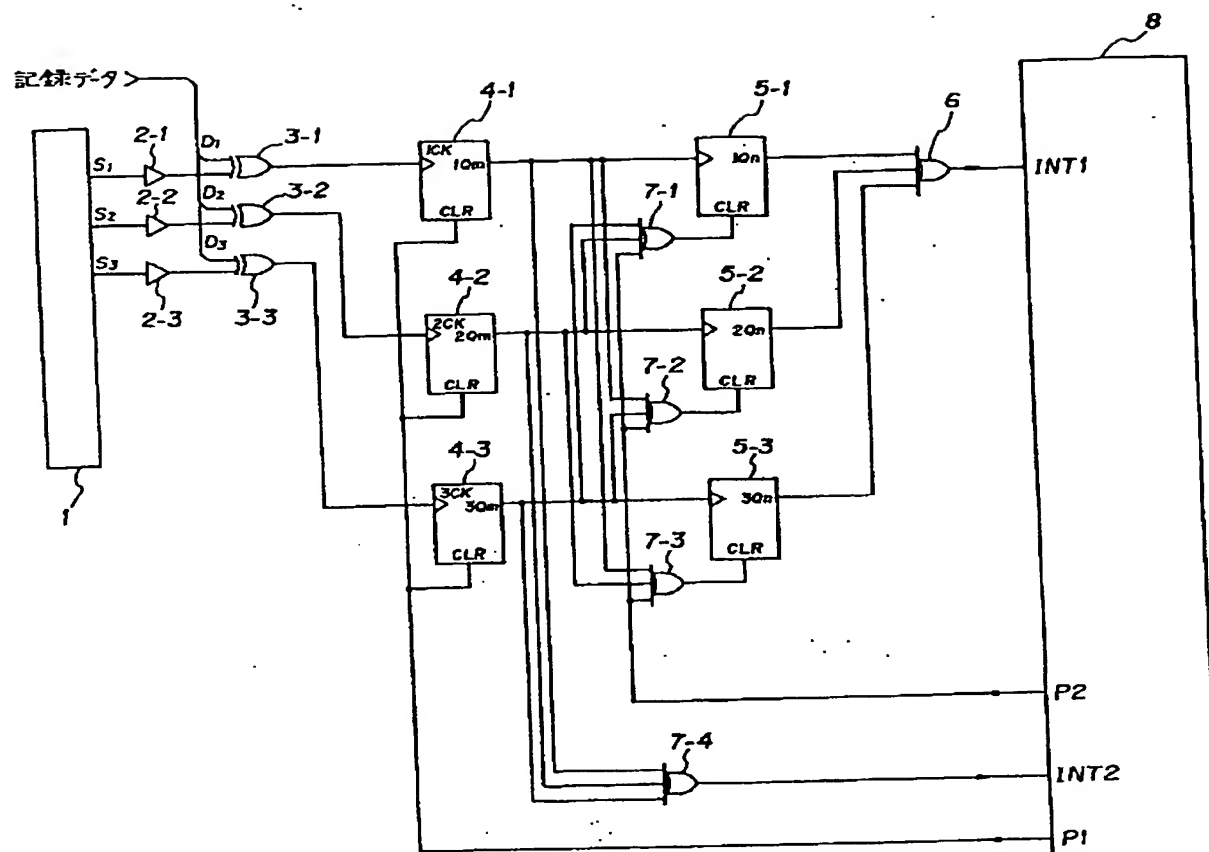 8
記録データ
4-1
5-1
6
2-1
D1
3-1
S1
1CK
1Qm
CLR
1Qn
CLR
INT1
2-2
D2
3-2
S2
7-1
D3
S3
4-2
5-2
2-3
3-3
2CK
2Qm
CLR
2Qn
CLR
7-2
4-3
5-3
1
3CK
3Qm
CLR
3Qn
CLR
7-3
P2
7-4
INT2
P1